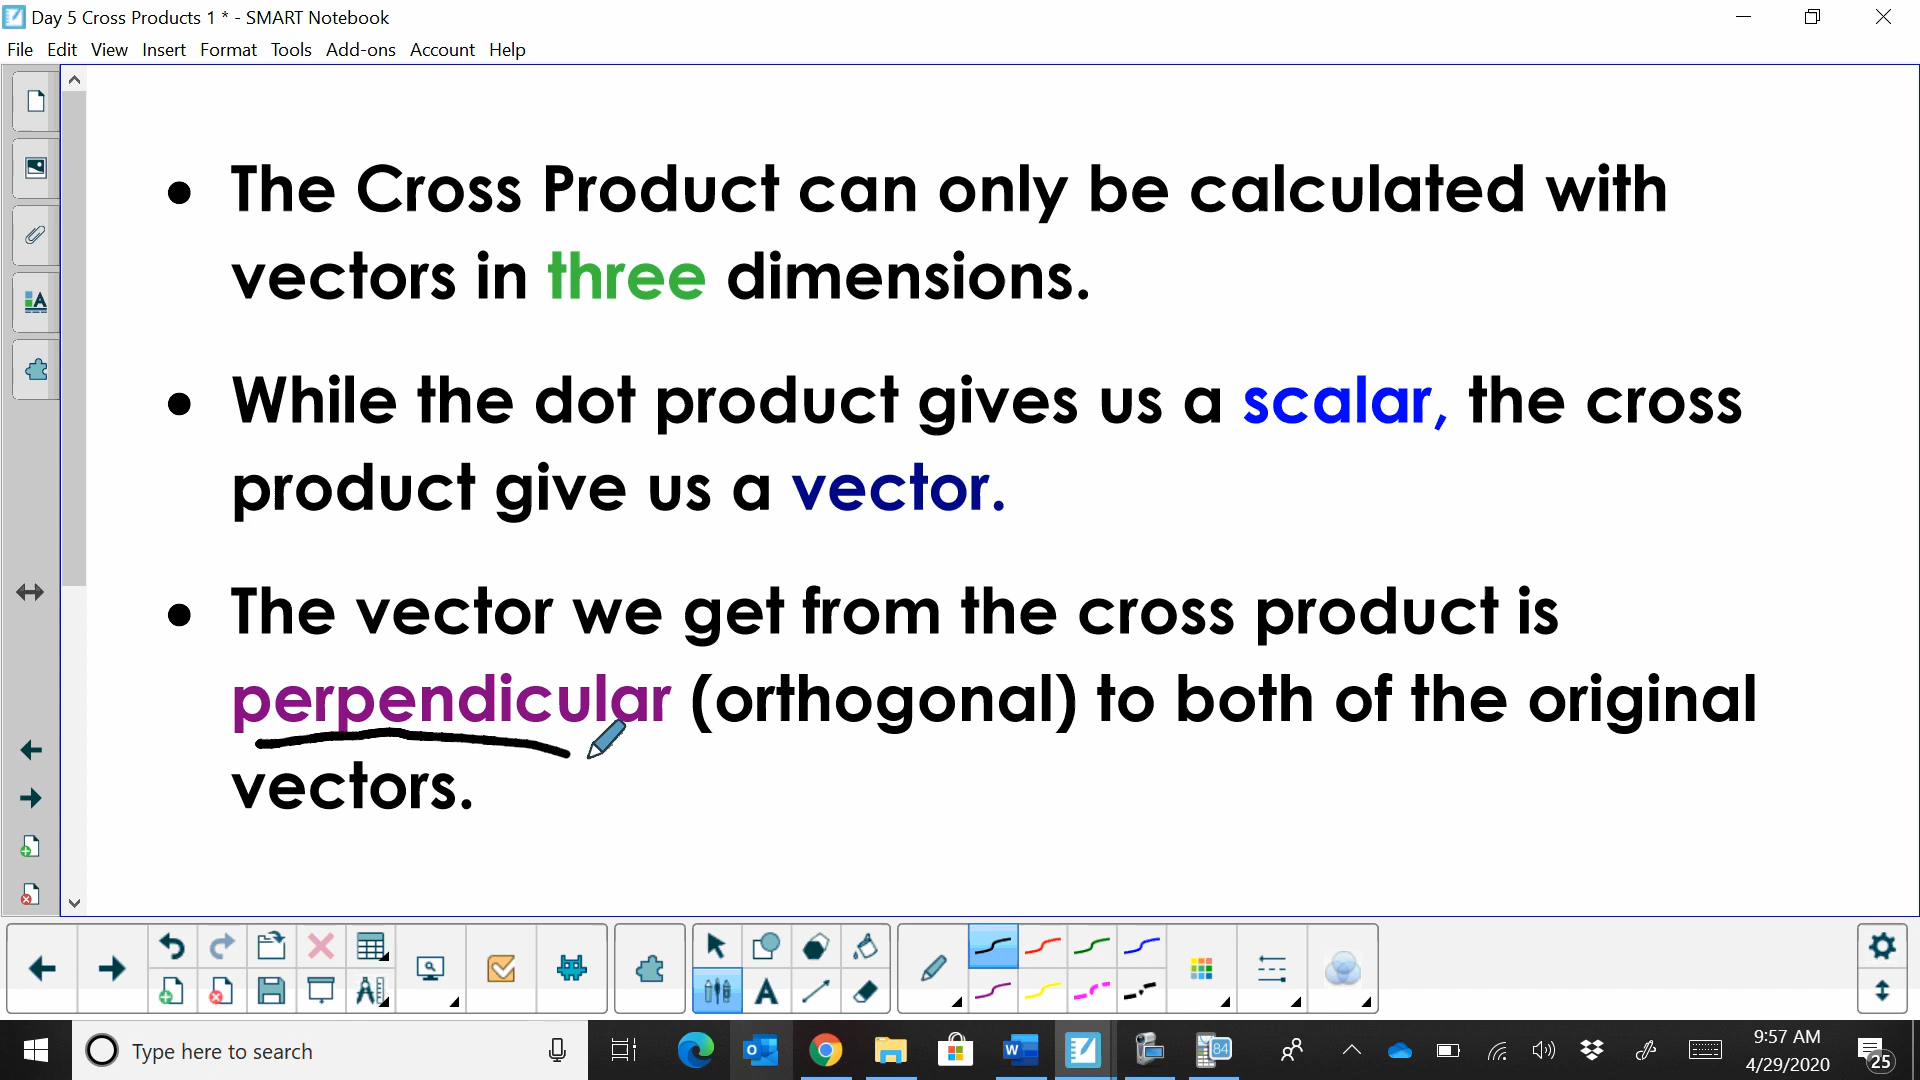 Day 5 Cross Products 1 * - SMART Notebook
File Edit View Insert Format Tools Add-ons Account Help
• The Cross Product can only be calculated with
vectors in three dimensions.
• While the dot product gives us a scalar, the cross
product give us a vector.
• The vector we get from the cross product is
perpendicular (orthogonal) to both of the original
vectors.
Type here to search
84
9:57 AM
4/29/2020
25